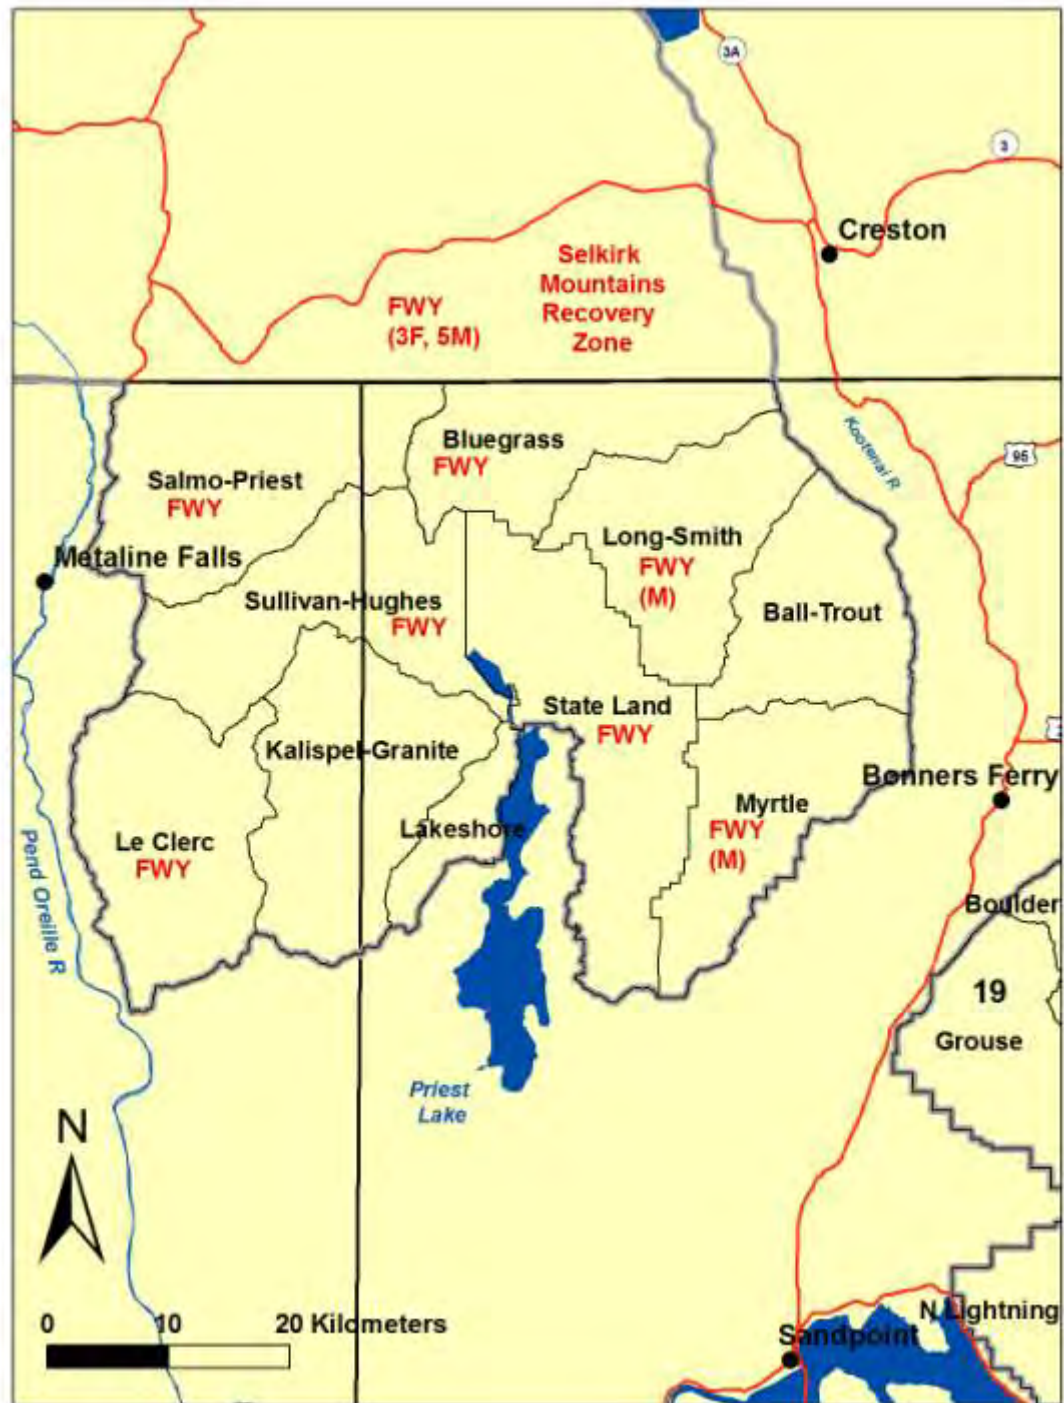 3A
3
Creston
Selkirk
Mountains
Recovery
Zone
FWY
(3F, 5M)
Bluegrass
FWY
Kootenai R
95
Salmo-Priest
FWY
Long-Smith
FWY
(M)
Metaline Falls
Sullivan-Hughes
FWY
Ball-Trout
State Land
FWY
Kalispel-Granite
Bonners Ferry
Myrtle
FWY
(M)
Lakeshore
Le Clerc
FWY
Pend Oreille R
Boulder
19
Grouse
Priest
Lake
N
0 10 20 Kilometers
N Lightning
Sandpoint